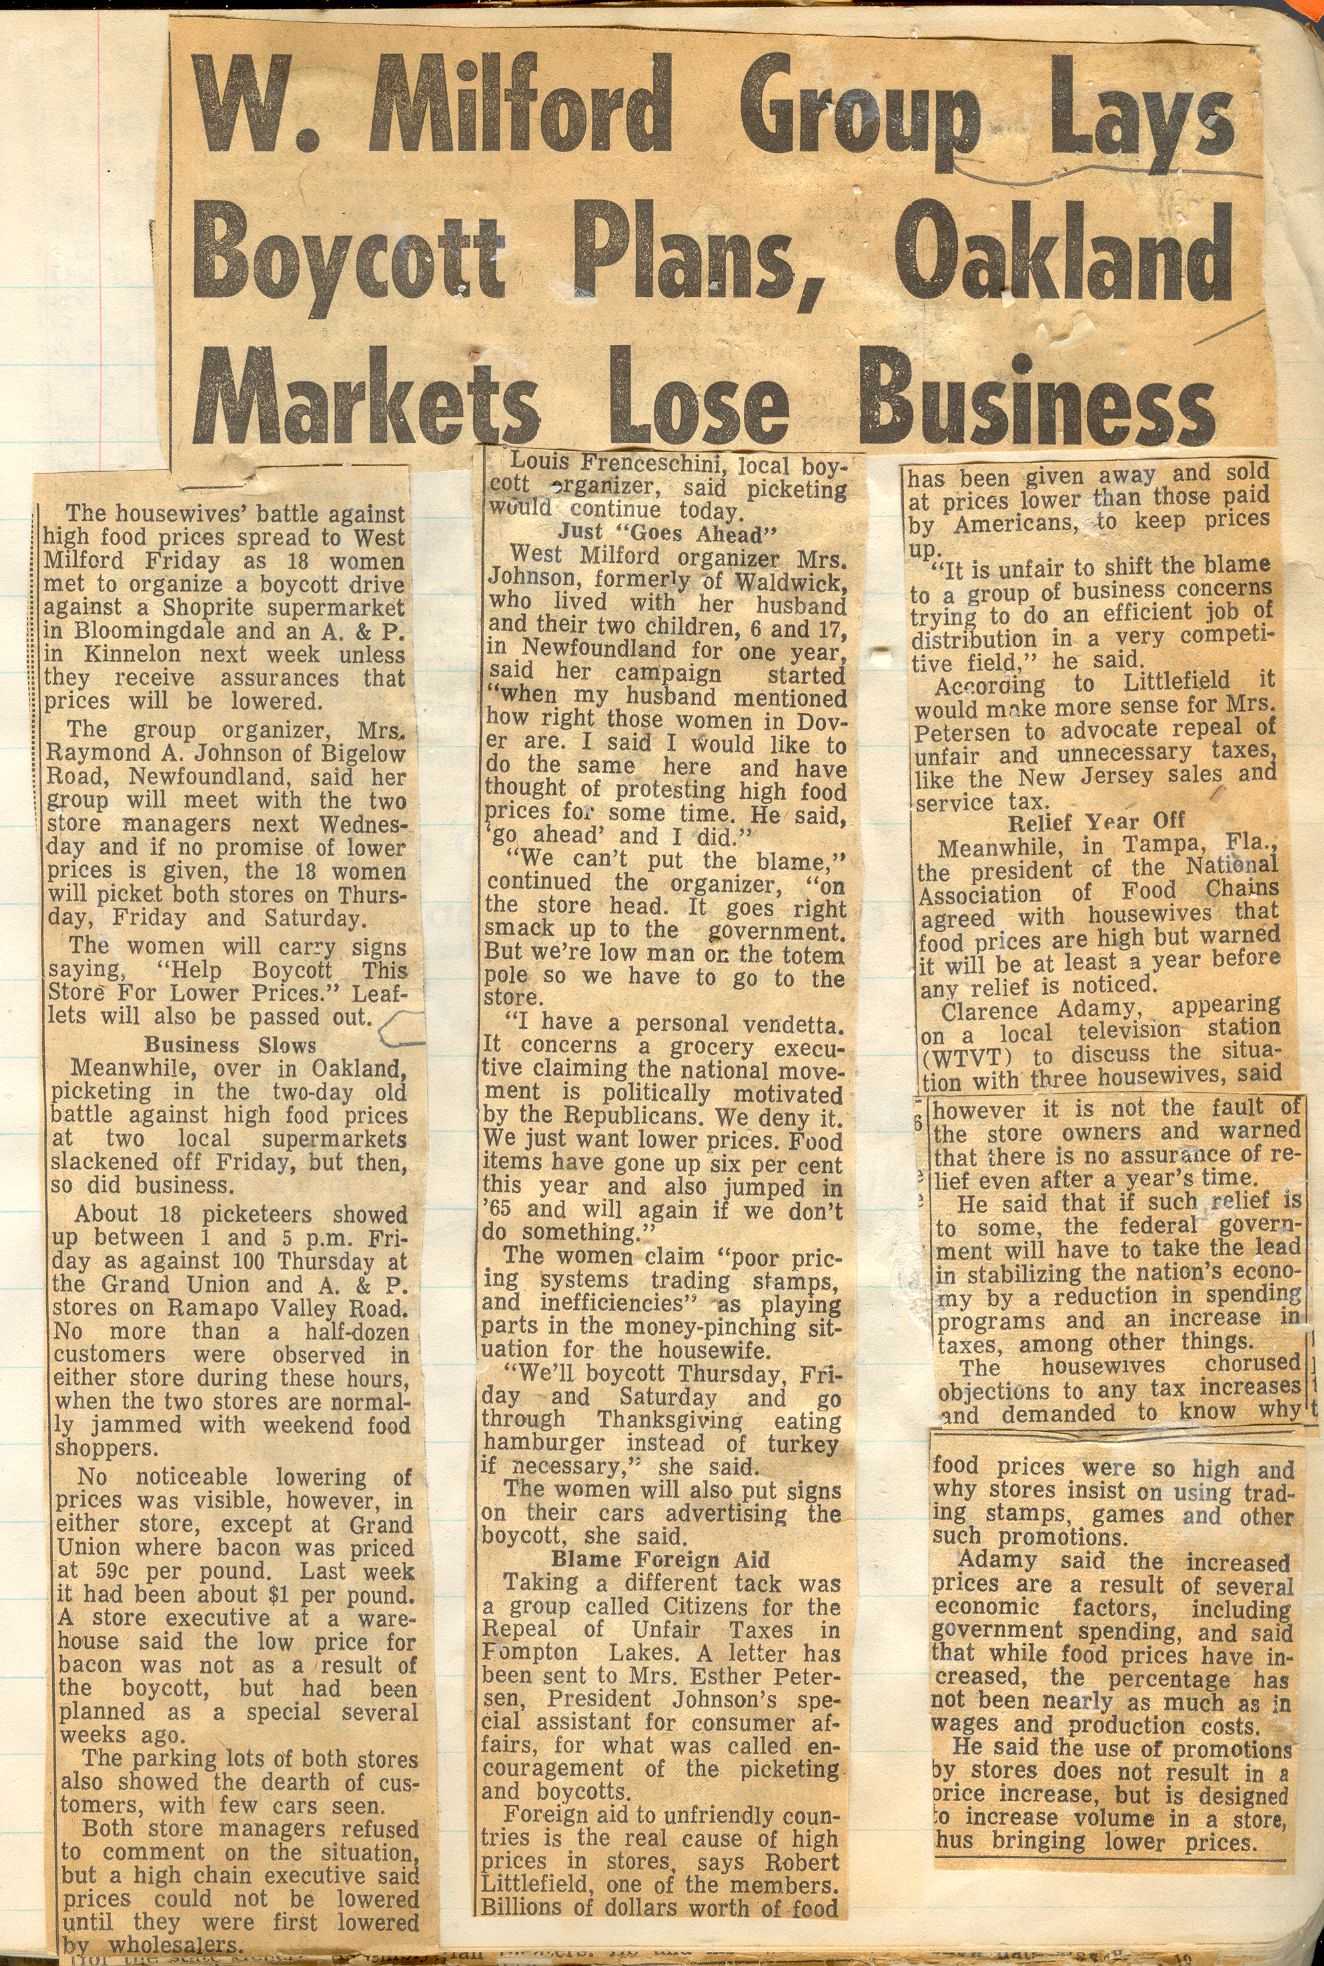 W. Milford Group Lays
Boycott Plans, Oakland
Markets Lose Business
The housewives' battle against
high food prices spread to West
Milford Friday as 18 women
met to organize a boycott drive
against a Shoprite supermarket
in Bloomingdale and an A. & P.
in Kinnelon next week unless
they receive assurances that
prices will be lowered.
The group organizer, Mrs.
Raymond A. Johnson of Bigelow
Road, Newfoundland, said her
group will meet with the two
store managers next Wednes-
day and if no promise of lower
prices is given, the 18 women
will picket both stores on Thurs-
day, Friday and Saturday.
The women will carry signs
saying, "Help Boycott This
Store For Lower Prices." Leaf-
lets will also be passed out.
Business Slows
Meanwhile, over in Oakland,
picketing in the two-day old
battle against high food prices
at two local supermarkets
slackened off Friday, but then,
so did business.
About 18 picketeers showed
up between 1 and 5 p.m. Fri-
day as against 100 Thursday at
the Grand Union and A. & P.
stores on Ramapo Valley Road.
No more than a half-dozen
customers were observed in
either store during these hours,
when the two stores are normal-
ly jammed with weekend food
shoppers.
No noticeable lowering of
prices was visible, however, in
either store, except at Grand
Union where bacon was priced
at 59c per pound. Last week
it had been about $1 per pound.
A store executive at a ware-
house said the low price for
bacon was not as a result of
the boycott, but had been
planned as a special several
weeks ago.
The parking lots of both stores
also showed the dearth of cus-
tomers, with few cars seen.
Both store managers refused
to comment on the situation,
but a high chain executive said
prices could not be lowered
until they were first lowered
by wholesalers.
Louis Frenceschini, local boy-
cott organizer, said picketing
would continue today.
Just "Goes Ahead"
West Milford organizer Mrs.
Johnson, formerly of Waldwick,
who lived with her husband
and their two children, 6 and 17,
in Newfoundland for one year,
said her campaign started
"when my husband mentioned
how right those women in Dov-
er are. I said I would like to
do the same here and have
thought of protesting high food
prices for some time. He said,
'go ahead' and I did."
"We can't put the blame,"
continued the organizer, "on
the store head. It goes right
smack up to the government.
But we're low man on the totem
pole so we have to go to the
store.
"I have a personal vendetta.
It concerns a grocery execu-
tive claiming the national move-
ment is politically motivated
by the Republicans. We deny it.
We just want lower prices. Food
items have gone up six per cent
this year and also jumped in
'65 and will again if we don't
do something."
The women claim "poor pric-
ing systems trading stamps,
and inefficiencies" as playing
parts in the money-pinching sit-
uation for the housewife.
"We'll boycott Thursday, Fri-
day and Saturday and go
through Thanksgiving eating
hamburger instead of turkey
if necessary," she said.
The women will also put signs
on their cars advertising the
boycott, she said.
Blame Foreign Aid
Taking a different tack was
a group called Citizens for the
Repeal of Unfair Taxes in
Pompton Lakes. A letter has
been sent to Mrs. Esther Peter-
sen, President Johnson's spe-
cial assistant for consumer af-
fairs, for what was called en-
couragement of the picketing
and boycotts.
Foreign aid to unfriendly coun-
tries is the real cause of high
prices in stores, says Robert
Littlefield, one of the members.
Billions of dollars worth of food
has been given away and sold
at prices lower than those paid
by Americans, to keep prices
up.
"It is unfair to shift the blame
to a group of business concerns
trying to do an efficient job of
distribution in a very competi-
tive field," he said.
According to Littlefield it
would make more sense for Mrs.
Petersen to advocate repeal of
unfair and unnecessary taxes,
like the New Jersey sales and
service tax.
Relief Year Off
Meanwhile, in Tampa, Fla.,
the president of the National
Association of Food Chains
agreed with housewives that
food prices are high but warned
it will be at least a year before
any relief is noticed.
Clarence Adamy, appearing
on a local television station
(WTVT) to discuss the situa-
tion with three housewives, said
however it is not the fault of
the store owners and warned
that there is no assurance of re-
lief even after a year's time.
He said that if such relief is
to some, the federal govern-
ment will have to take the lead
in stabilizing the nation's econo-
my by a reduction in spending
programs and an increase in
taxes, among other things.
The housewives chorused
objections to any tax increases
and demanded to know why
food prices were so high and
why stores insist on using trad-
ing stamps, games and other
such promotions.
Adamy said the increased
prices are a result of several
economic factors, including
government spending, and said
that while food prices have in-
creased, the percentage has
not been nearly as much as in
wages and production costs.
He said the use of promotions
by stores does not result in a
price increase, but is designed
to increase volume in a store,
hus bringing lower prices.